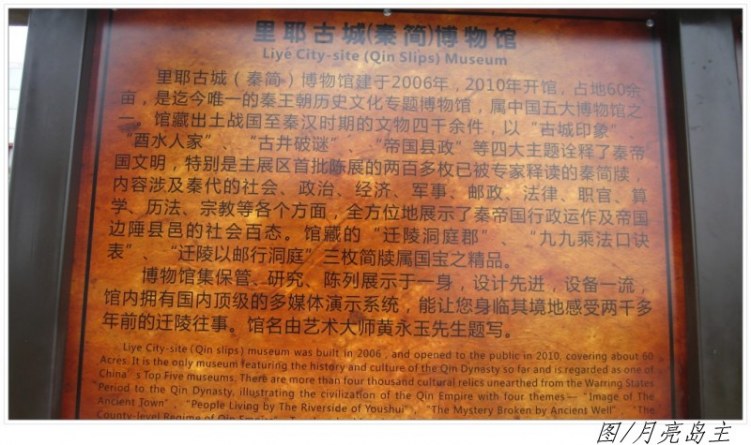 里耶古城(秦简)博物馆
Liye City-site (Qin Slips) Museum
里耶古城（秦简）博物馆建于2006年，2010年开馆，占地60余
亩，是迄今唯一的秦王朝历史文化专题博物馆，属中国五大博物馆之
一。馆藏出土战国至秦汉时期的文物四千余件，以“古城印象”、
“酉水人家”、“古井破谜”、“帝国县政”等四大主题诠释了秦帝
国文明，特别是主展区首批陈展的两百多枚已被专家释读的秦简牍，
内容涉及秦代的社会、政治、经济、军事、邮政、法律、职官、算
学、历法、宗教等各个方面，全方位地展示了秦帝国行政运作及帝国
边陲县邑的社会百态。馆藏的“迁陵洞庭郡”、“九九乘法口诀
表”、“迁陵以邮行洞庭”三枚简牍属国宝之精品。
博物馆集保管、研究、陈列展示于一身，设计先进，设备一流，
馆内拥有国内顶级的多媒体演示系统，能让您身临其境地感受两千多
年前的迁陵往事。馆名由艺术大师黄永玉先生题写。
Liye City-site (Qin slips) museum was built in 2006, and opened to the public in 2010, covering about 60
Acres. It is the only museum featuring the history and culture of the Qin Dynasty so far and is regarded as one of
China’s Top Five museums. There are more than four thousand cultural relics unearthed from the Warring States
Period to the Qin Dynasty, illustrating the civilization of the Qin Empire with four themes—“Image of The
Ancient Town”, “People Living by The Riverside of Youshui”, “The Mystery Broken by Ancient Well”, “The
County-level Regime of Qin Empire”
图/月亮岛主